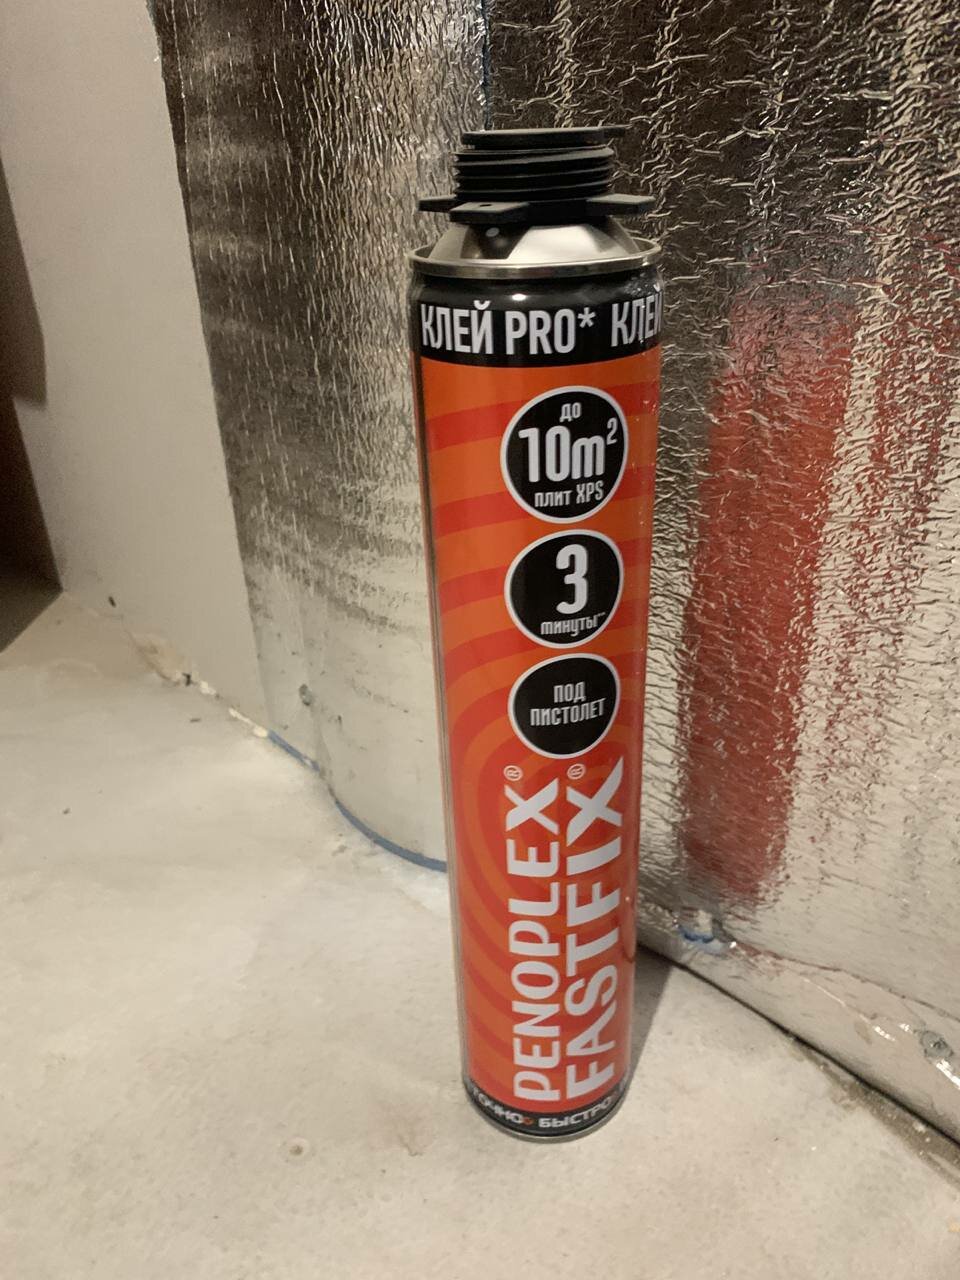 КЛЕЙ PRO* КЛЕЙ
до
10m²
плит XPS
3
минуты**
ПОД
ПИСТОЛЕТ
PENOPLEX®
FASTFIX®
БЫСТРО